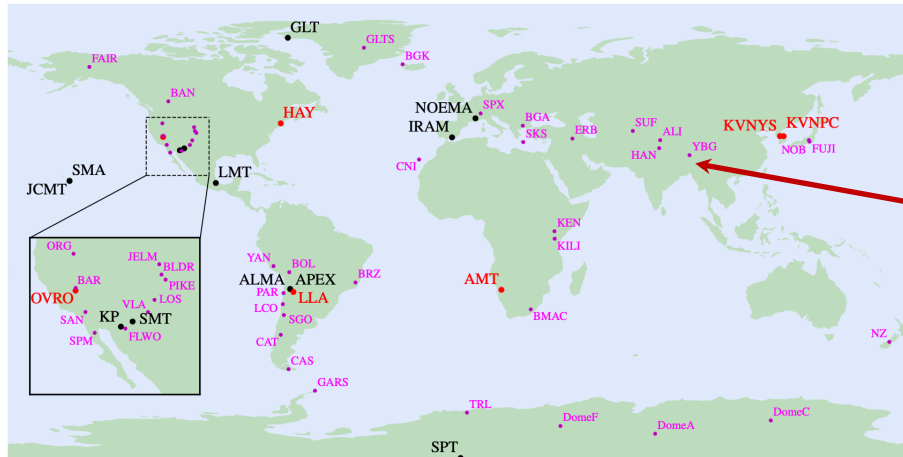 GLT
GLTS
BGK
FAIR
BAN
HAY
NOEMA
SPX
IRAM
BGA
SKS
ERB
SUF
ALI
HAN
YBG
KVNYS
KVNPC
NOB
FUJI
CNI
SMA
JCMT
LMT
KEN
KILI
ORG
JELM
BLDR
PIKE
BAR
OVRO
VLA
LOS
SAN
KP
SMT
SPM
FLWO
YAN
BOL
ALMA
APEX
PAR
LLA
BRZ
LCO
SGO
CAT
CAS
GARS
AMT
BMAC
NZ
TRL
DomeF
DomeA
DomeC
SPT